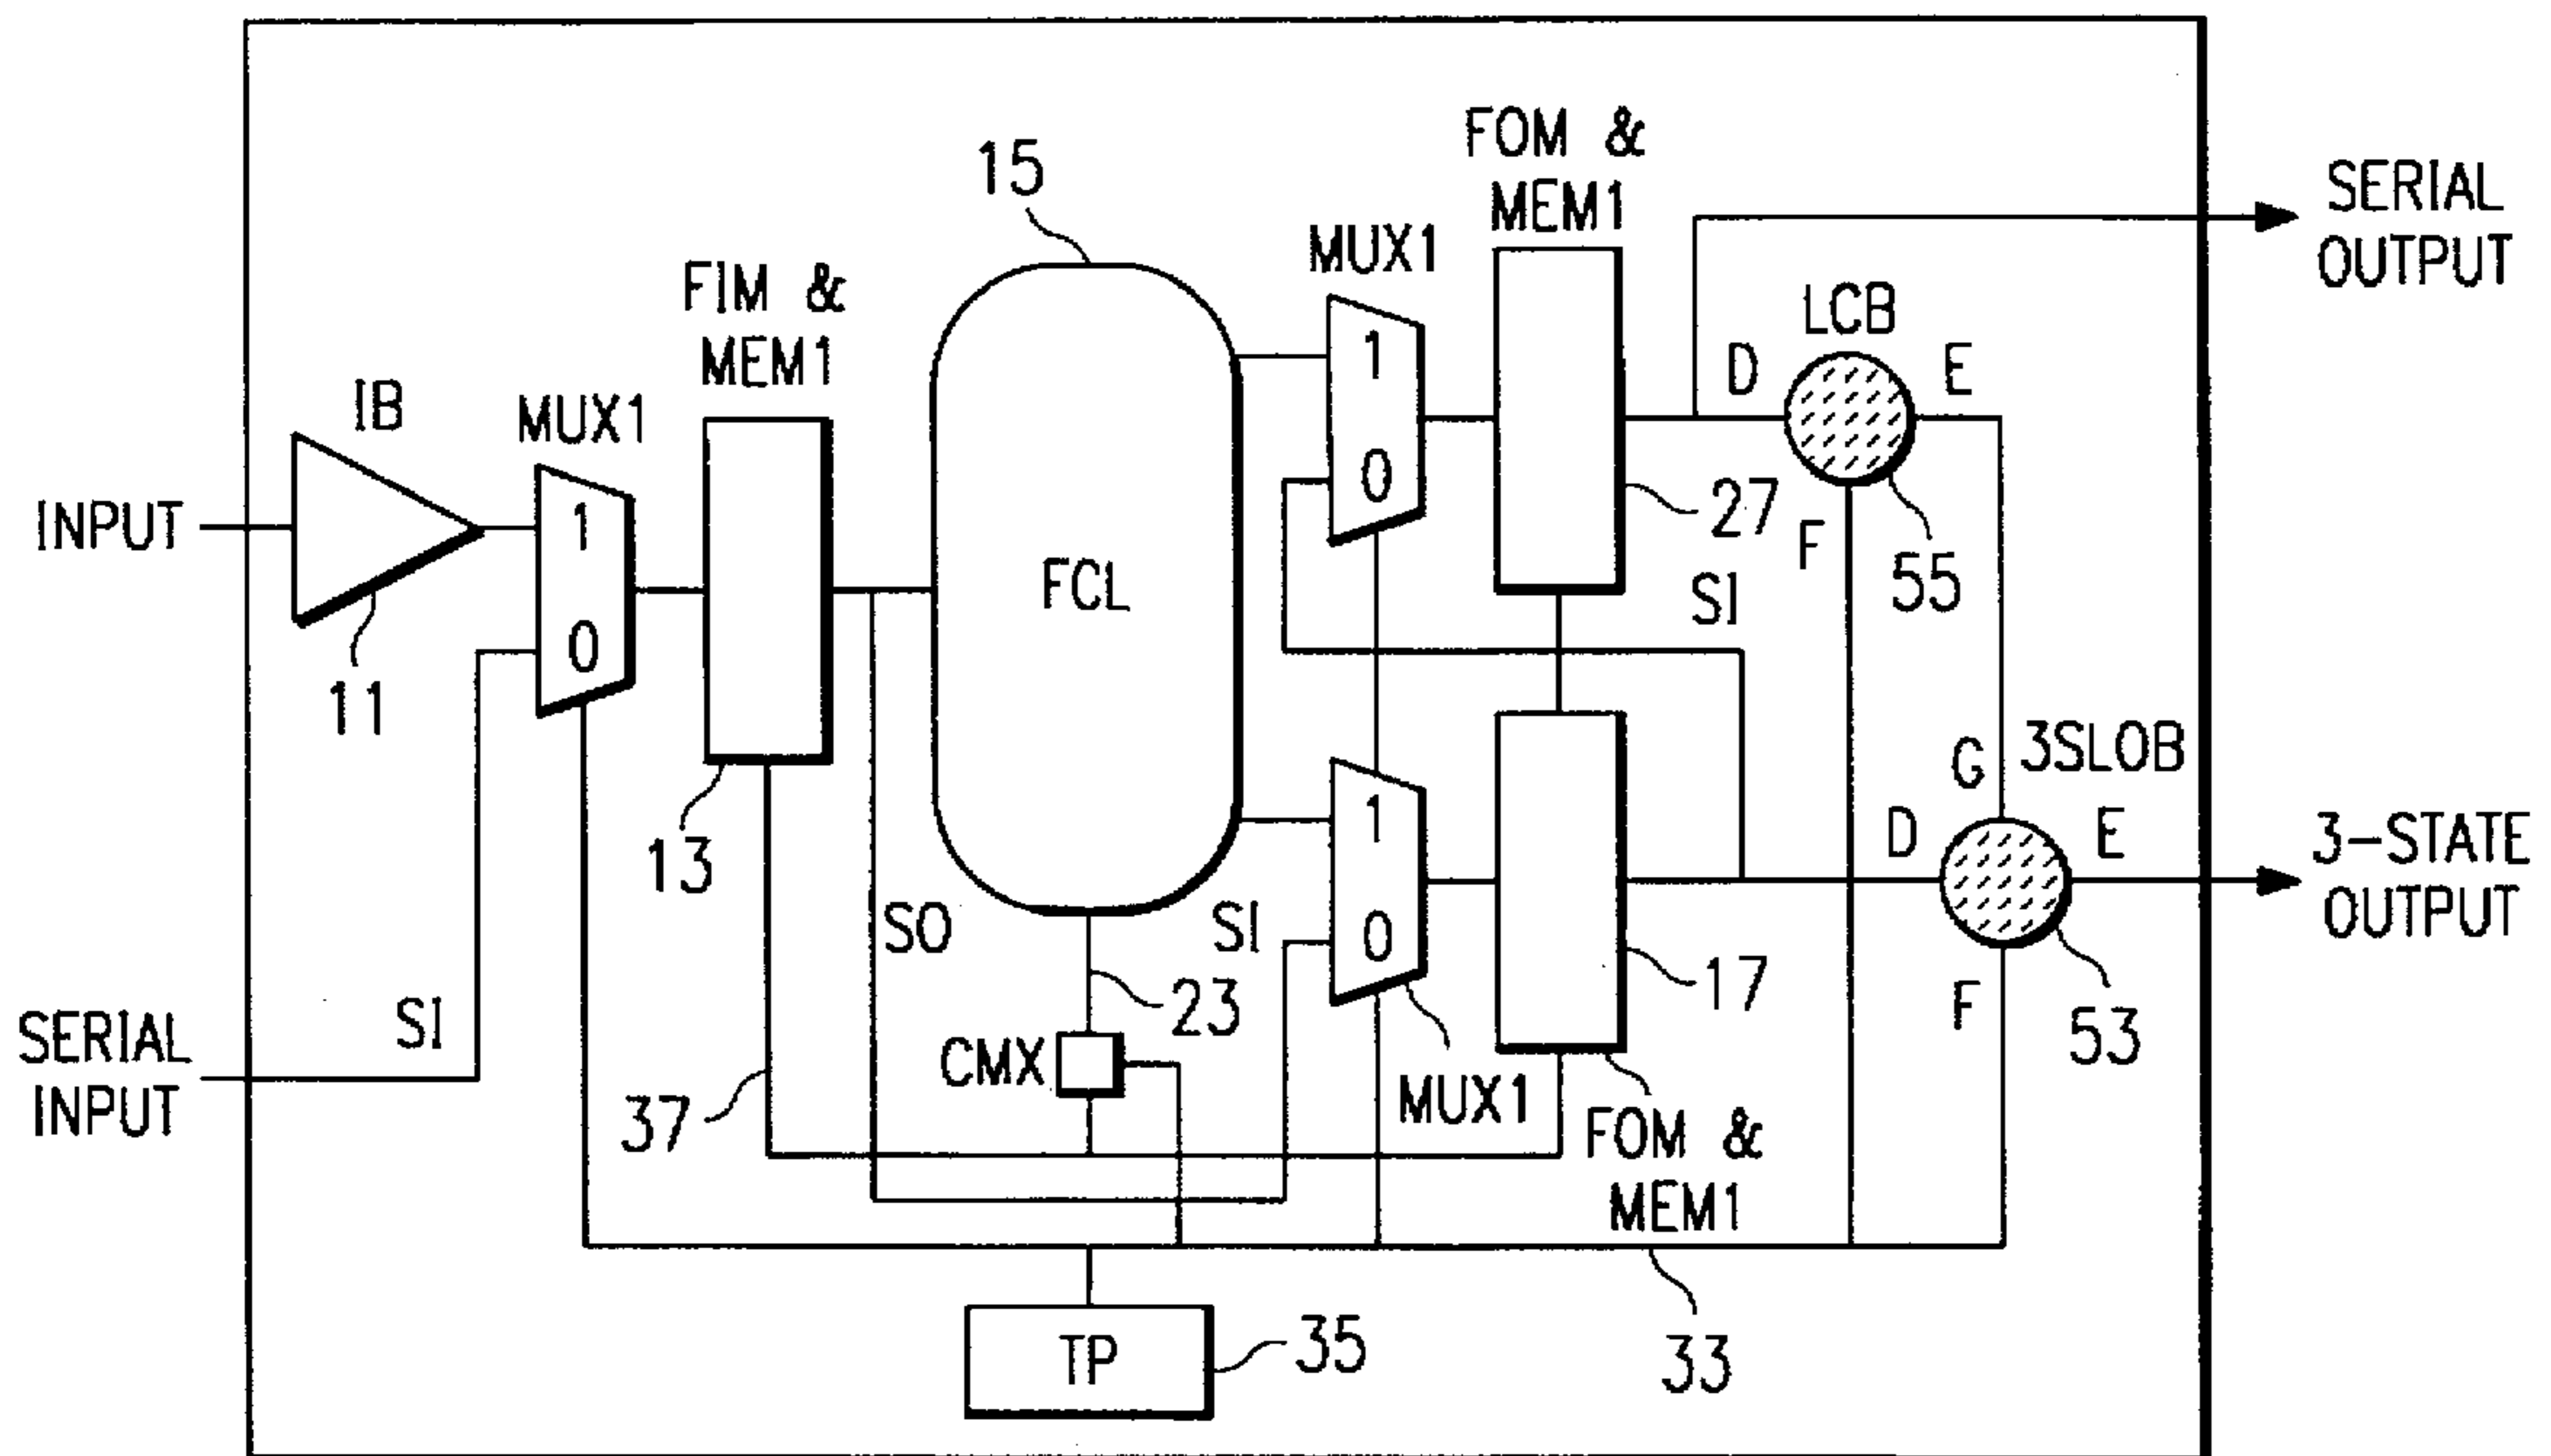 FOM &
MEM1
15
SERIAL
OUTPUT
MUX1
FIM &
MEM1
LCB
1
D
E
IB
MUX1
0
27
INPUT
1
FCL
F
55
SI
0
11
G
3SLOB
1
D
E
3-STATE
OUTPUT
13
SO
SI
0
17
23
F
53
SI
SERIAL
INPUT
CMX
37
MUX1
FOM &
MEM1
TP
35
33